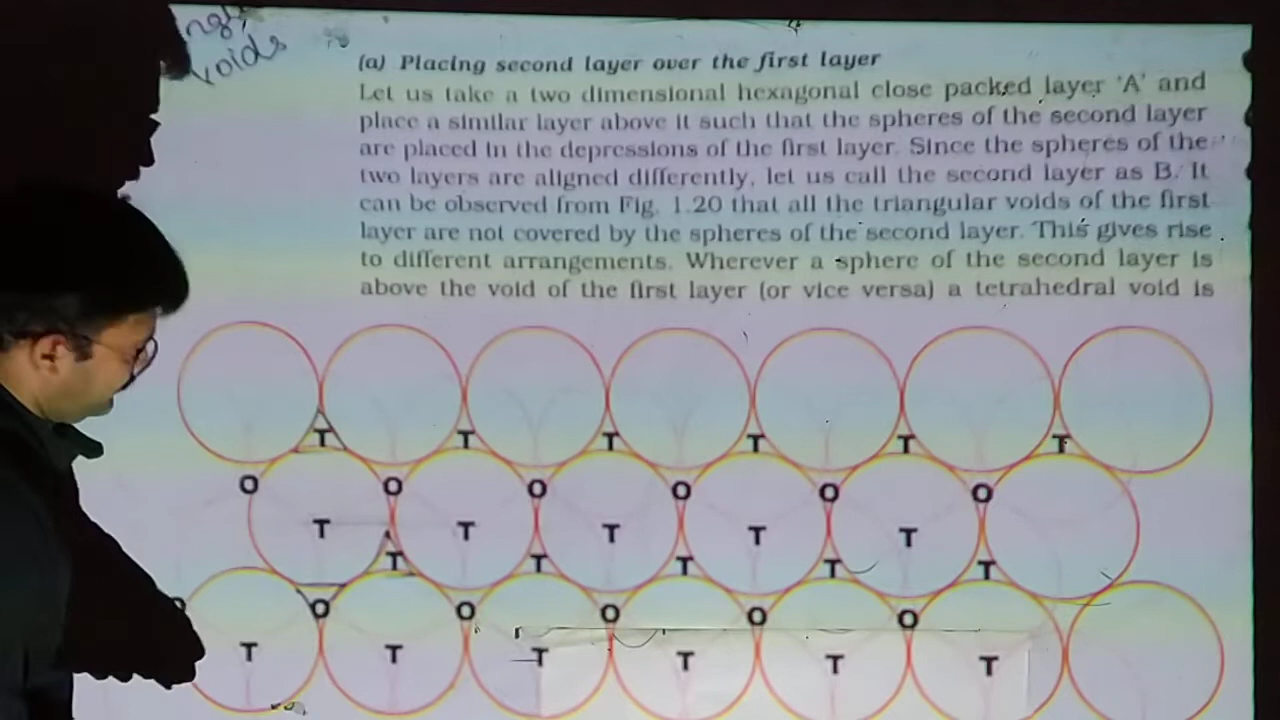 voids
(a) Placing second layer over the first layer
Let us take a two dimensional hexagonal close packed layer 'A' and
place a similar layer above it such that the spheres of the second layer
are placed in the depressions of the first layer. Since the spheres of the
two layers are aligned differently, let us call the second layer as B. It
can be observed from Fig. 1.20 that all the triangular voids of the first
layer are not covered by the spheres of the second layer. This gives rise
to different arrangements. Wherever a sphere of the second layer is
above the void of the first layer (or vice versa) a tetrahedral void is
T T T T T T
O O O O O O
T T T T T
T T T T T
O O O O O
T T T T T T